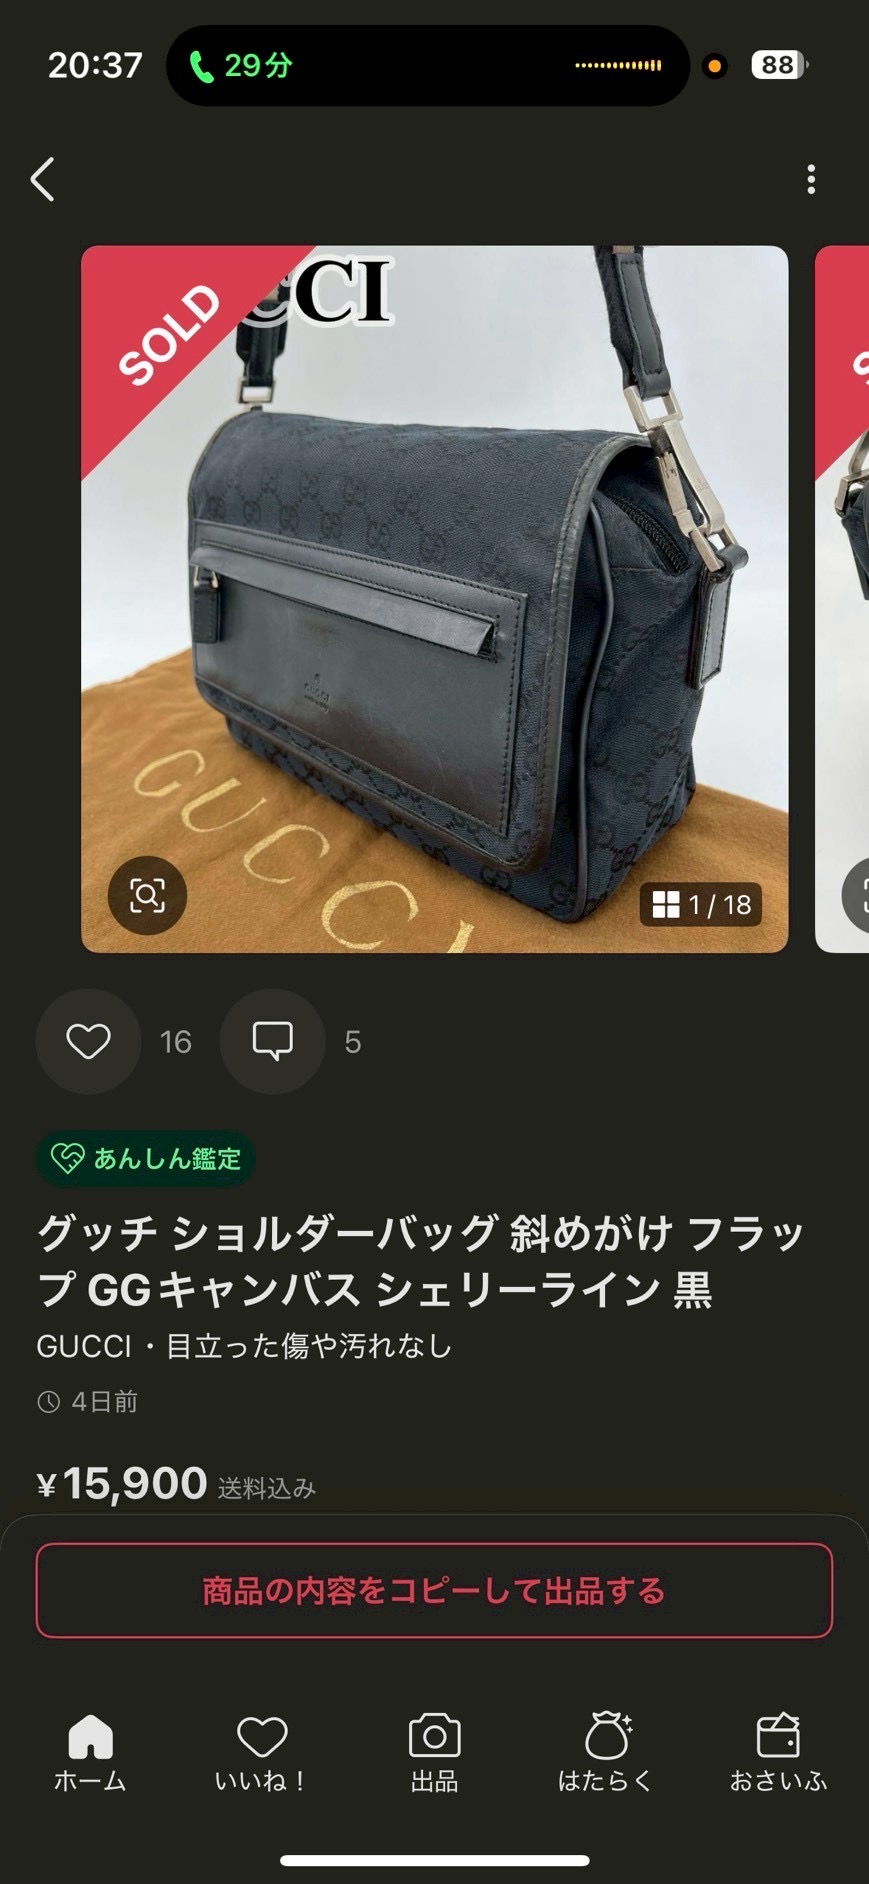 20:37
29分
88
SOLD
CCI
GUCCI
GUCCI
1 / 18
16
5
あんしん鑑定
グッチ ショルダーバッグ 斜めがけ フラッ
プ GGキャンバス シェリーライン 黒
GUCCI・目立った傷や汚れなし
4日前
¥15,900 送料込み
商品の内容をコピーして出品する
ホーム
いいね！
出品
はたらく
おさいふ